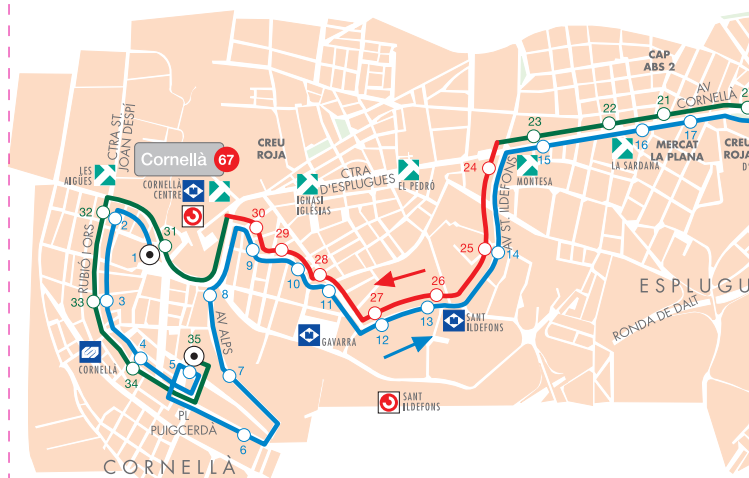 CAP
ABS 2
AV
CORNELLÀ
21
22
23
2
17
16
15
MERCAT
LA PLANA
CREU
ROJA
D'
CTRA ST.
JOAN DESPÍ
Cornellà 67
CREU
ROJA
LES
AIGÜES
CORNELLÀ
CENTRE
IGNASI
IGLÉSIAS
CTRA
D'ESPLUGUES
EL PEDRÓ
24
MONTESA
LA SARDANA
AV ST. ILDEFONS
32
2
31
1
30
9
29
10
28
11
25
14
RUBIÓ I ORS
33
3
8
27
12
26
13
ESPLUGU
RONDA DE DALT
AV ALPS
SANT
ILDEFONS
GAVARRA
CORNELLÀ
4
34
35
5
7
SANT
ILDEFONS
PL
PUIGCERDÀ
6
CORNELLÀ